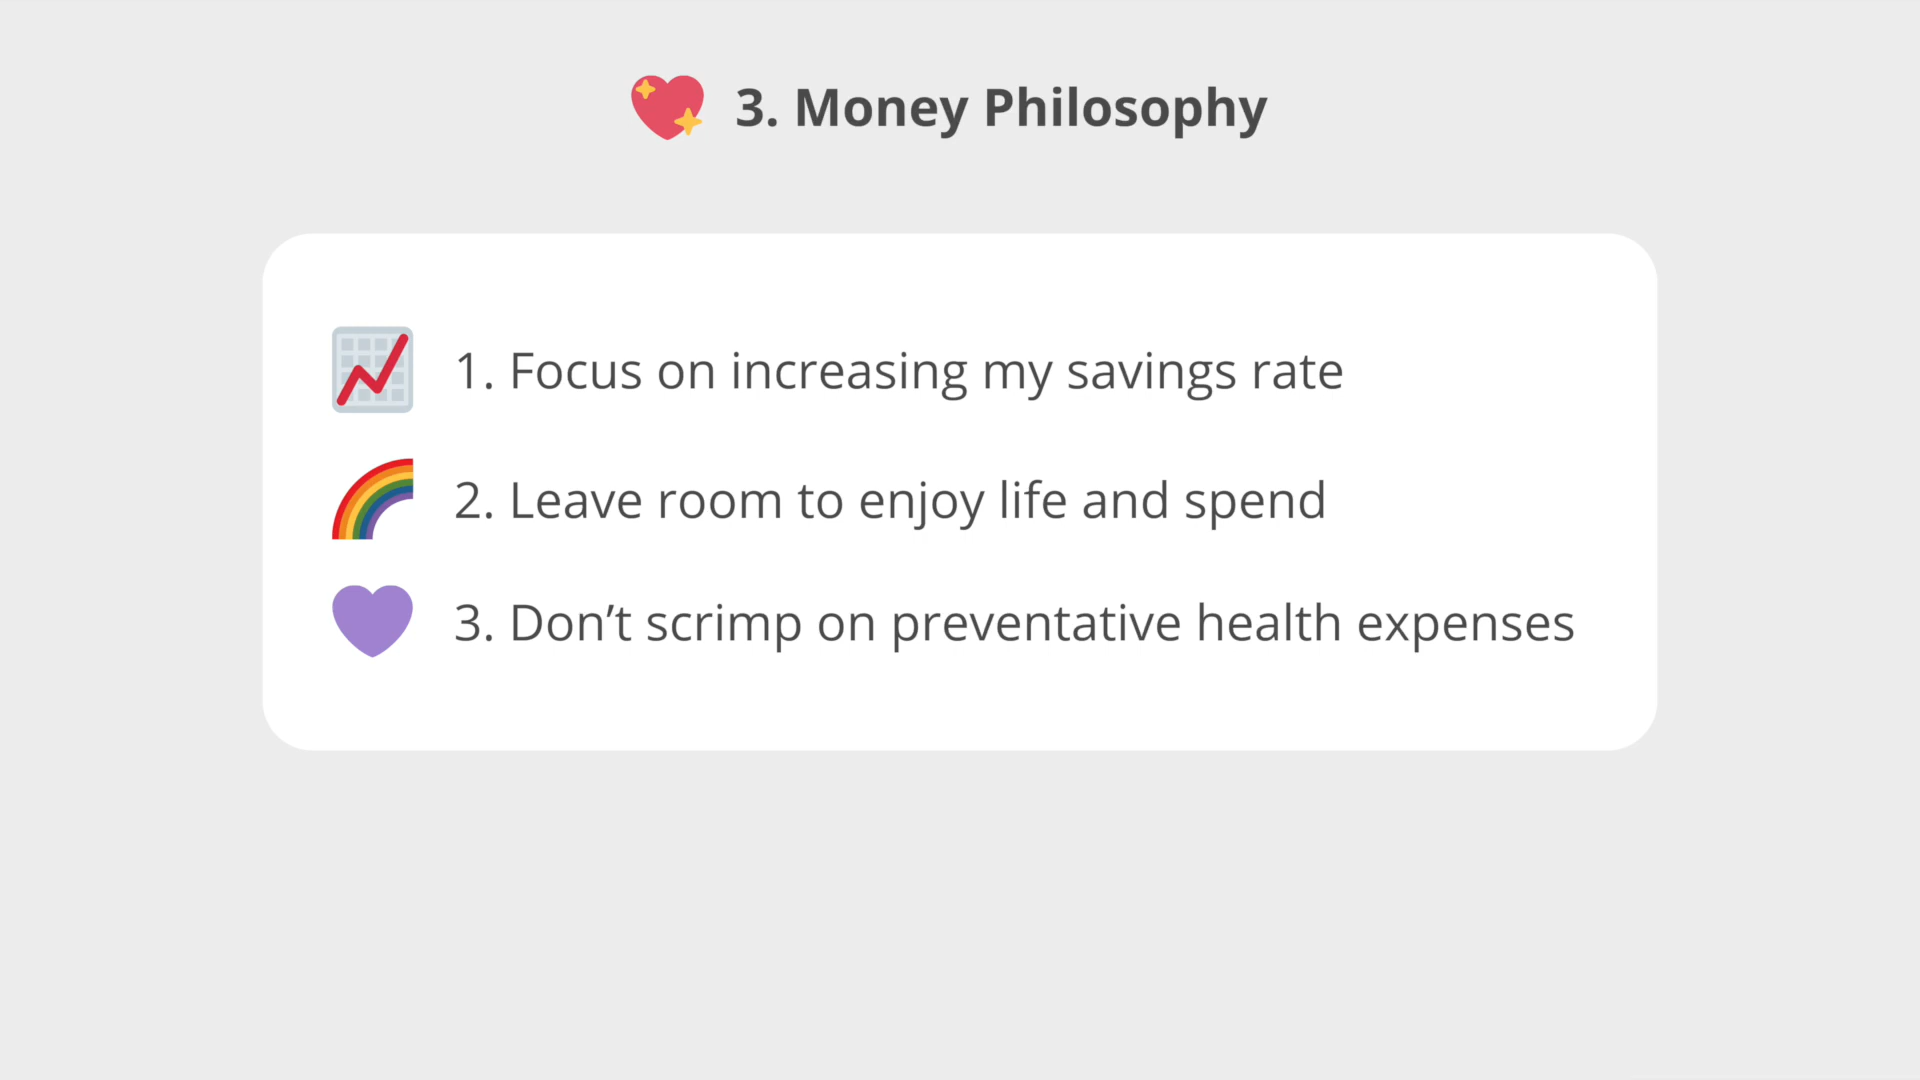 3. Money Philosophy
1. Focus on increasing my savings rate
2. Leave room to enjoy life and spend
3. Don’t scrimp on preventative health expenses